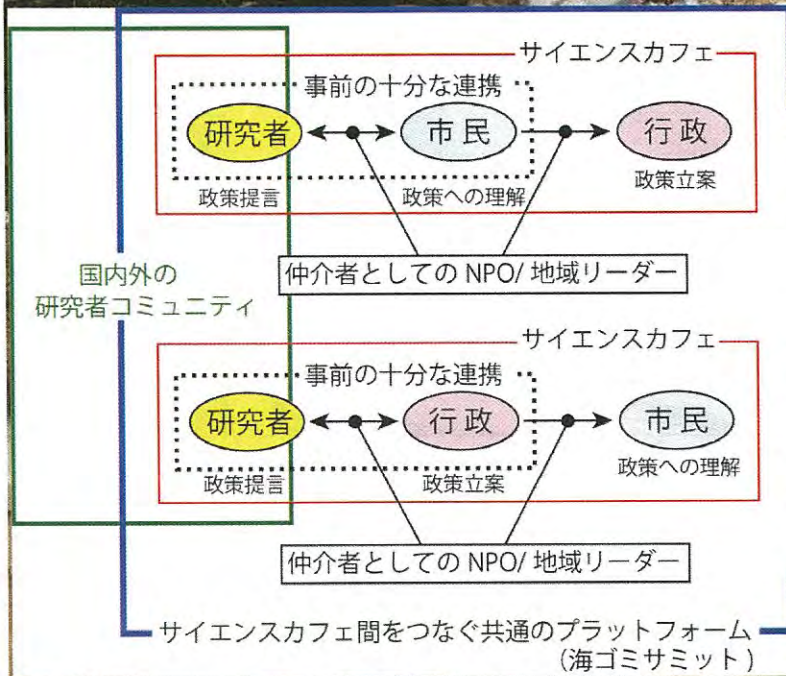 サイエンスカフェ
事前の十分な連携
研究者
市民
行政
政策提言
政策への理解
政策立案
仲介者としての NPO/ 地域リーダー
国内外の
研究者コミュニティ
サイエンスカフェ
事前の十分な連携
研究者
行政
市民
政策提言
政策立案
政策への理解
仲介者としての NPO/ 地域リーダー
サイエンスカフェ間をつなぐ共通のプラットフォーム
(海ゴミサミット)